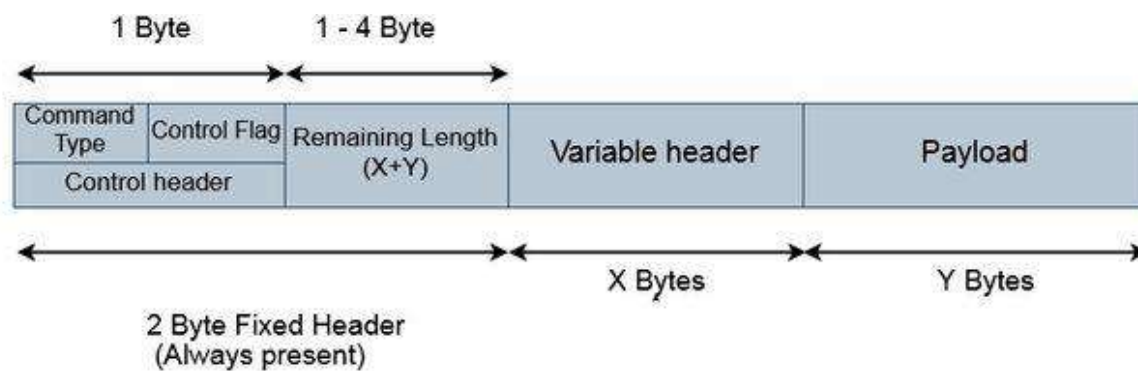 1 Byte
1 - 4 Byte
Command
Type
Control Flag
Control header
Remaining Length
(X+Y)
Variable header
Payload
X Bytes
Y Bytes
2 Byte Fixed Header
(Always present)